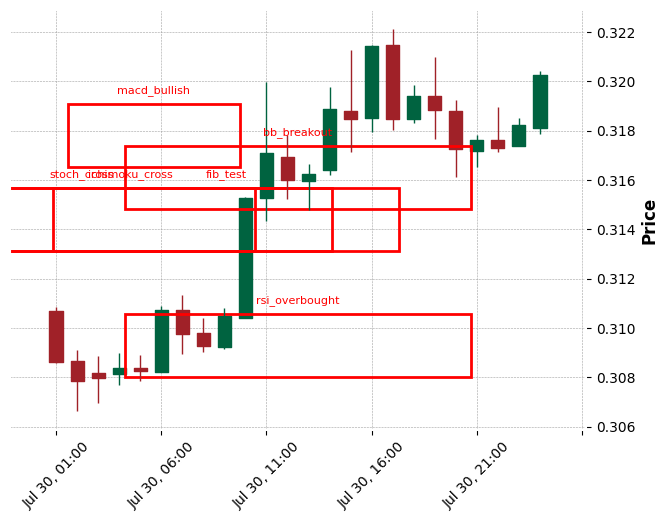 0.322
0.320
0.318
0.316
0.314
0.312
0.310
0.308
0.306
Price
macd_bullish
bb_breakout
stoch_cross
ichimoku_cross
fib_test
rsi_overbought
Jul 30, 01:00
Jul 30, 06:00
Jul 30, 11:00
Jul 30, 16:00
Jul 30, 21:00